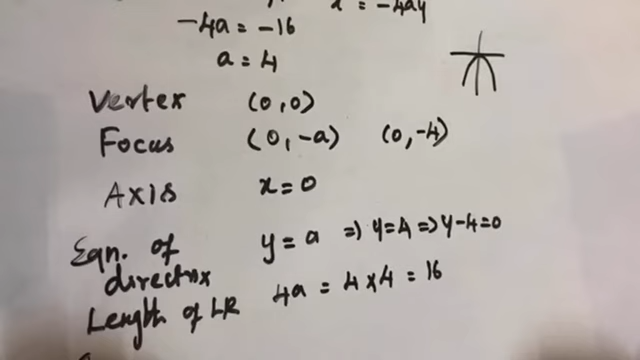 = -4ay
-4a = -16
a = 4
Vertex (0,0)
Focus (0,-a) (0,-4)
Axis x=0
Eqn. of directrix y = a ⇒ y=4 ⇒ y-4=0
Length of LR 4a = 4×4 = 16